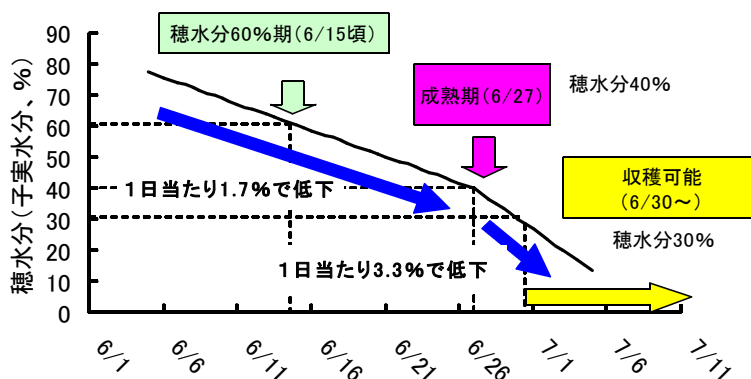 穂水分60%期(6/15頃)
成熟期(6/27)
穂水分40%
収穫可能
(6/30～)
穂水分30%
1日当たり1.7%で低下
1日当たり3.3%で低下
穂水分(子実水分、%)
90
80
70
60
50
40
30
20
10
0
6/1
6/6
6/11
6/16
6/21
6/26
7/1
7/6
7/11